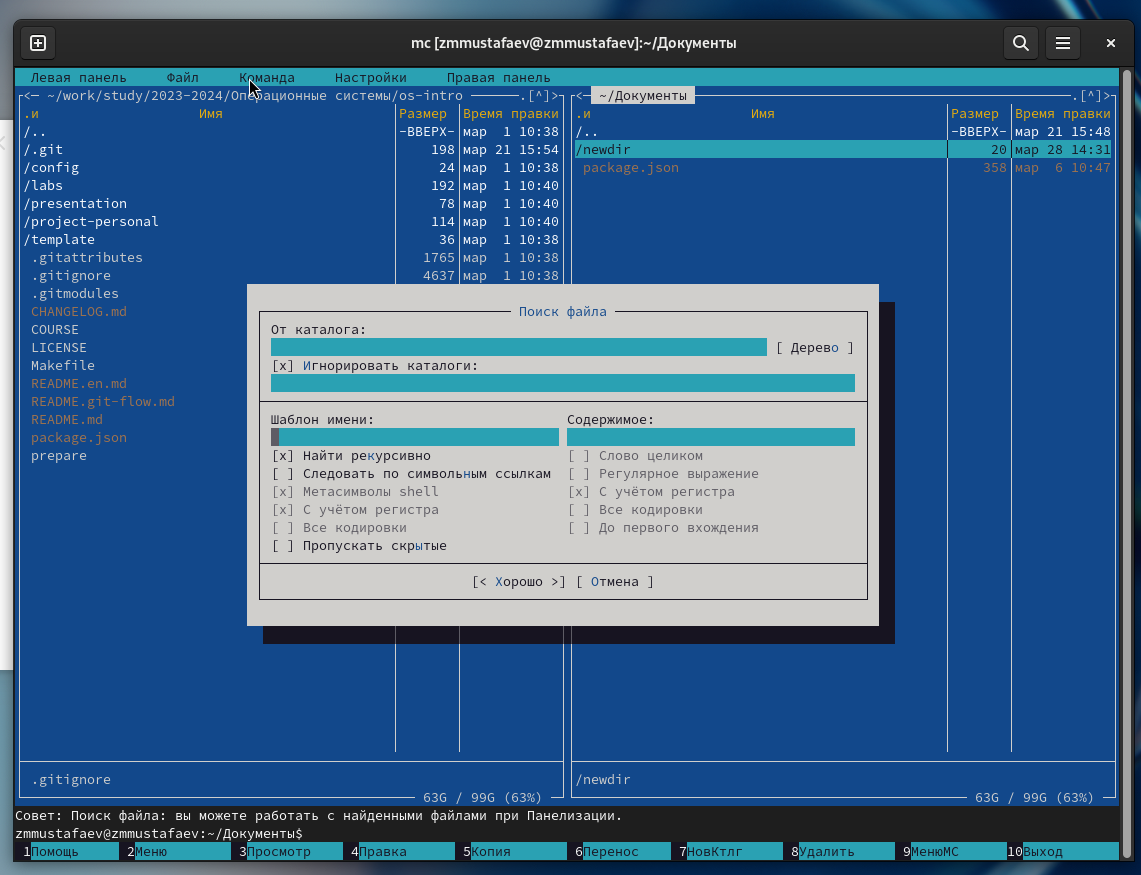 mc [zmmustafaev@zmmustafaev]:~/Документы
Левая панель Файл Команда Настройки Правая панель
<─ ~/work/study/2023-2024/Операционные системы/os-intro ──.[^]> <─ ~/Документы ──.[^]>
.и Имя Размер Время правки .и Имя Размер Время правки
/.. -ВВЕРХ- мар 1 10:38 /.. -ВВЕРХ- мар 21 15:48
/.git 198 мар 21 15:54 /newdir 20 мар 28 14:31
/config 24 мар 1 10:38 package.json 358 мар 6 10:47
/labs 192 мар 1 10:40
/presentation 78 мар 1 10:40
/project-personal 114 мар 1 10:40
/template 36 мар 1 10:38
.gitattributes 1765 мар 1 10:38
.gitignore 4637 мар 1 10:38
.gitmodules
CHANGELOG.md
COURSE
LICENSE
Makefile
README.en.md
README.git-flow.md
README.md
package.json
prepare
Поиск файла
От каталога:
[ Дерево ]
[x] Игнорировать каталоги:
Шаблон имени: Содержимое:
[x] Найти рекурсивно [ ] Слово целиком
[ ] Следовать по символьным ссылкам [ ] Регулярное выражение
[x] Метасимволы shell [x] С учётом регистра
[x] С учётом регистра [ ] Все кодировки
[ ] Все кодировки [ ] До первого вхождения
[ ] Пропускать скрытые
[< Хорошо >] [ Отмена ]
.gitignore /newdir
63G / 99G (63%) 63G / 99G (63%)
Совет: Поиск файла: вы можете работать с найденными файлами при Панелизации.
zmmustafaev@zmmustafaev:~/Документы$
1Помощь 2Меню 3Просмотр 4Правка 5Копия 6Перенос 7НовКтлг 8Удалить 9МенюMC 10Выход